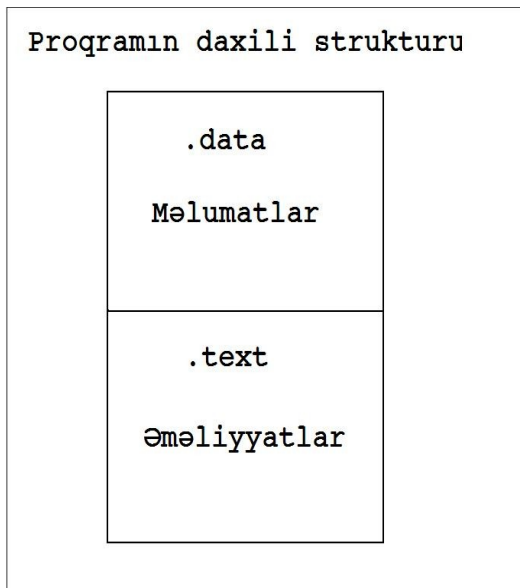 Proqramın daxili strukturu
.data
Məlumatlar
.text
Əməliyyatlar